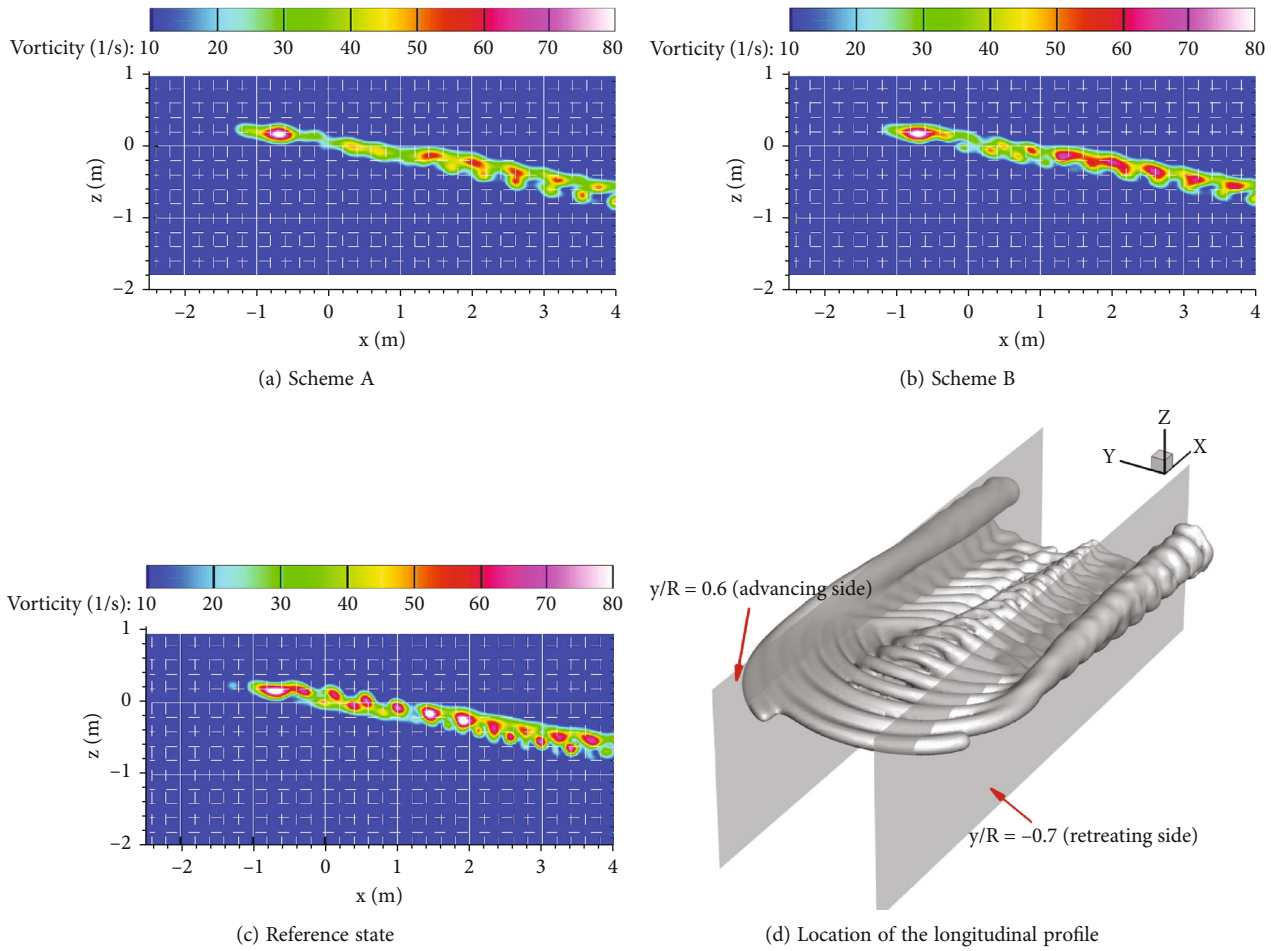 Vorticity (1/s): 10 20 30 40 50 60 70 80
1
0
–1
–2
z (m)
–2 –1 0 1 2 3 4
x (m)
(a) Scheme A
Vorticity (1/s): 10 20 30 40 50 60 70 80
1
0
–1
–2
z (m)
–2 –1 0 1 2 3 4
x (m)
(b) Scheme B
Vorticity (1/s): 10 20 30 40 50 60 70 80
1
0
–1
–2
z (m)
–2 –1 0 1 2 3 4
x (m)
(c) Reference state
Z
Y X
y/R = 0.6 (advancing side)
y/R = –0.7 (retreating side)
(d) Location of the longitudinal profile